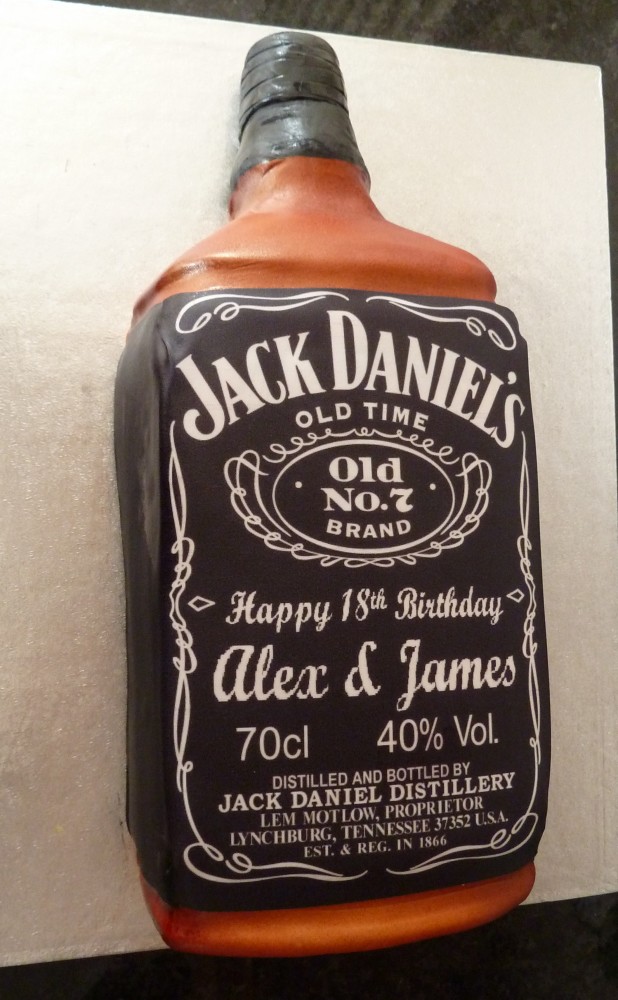 JACK DANIEL'S
OLD TIME
Old
No.7
BRAND
Happy 18th Birthday
Alex & James
70cl 40% Vol.
DISTILLED AND BOTTLED BY
JACK DANIEL DISTILLERY
LEM MOTLOW, PROPRIETOR
LYNCHBURG, TENNESSEE 37352 U.S.A.
EST. & REG. IN 1866